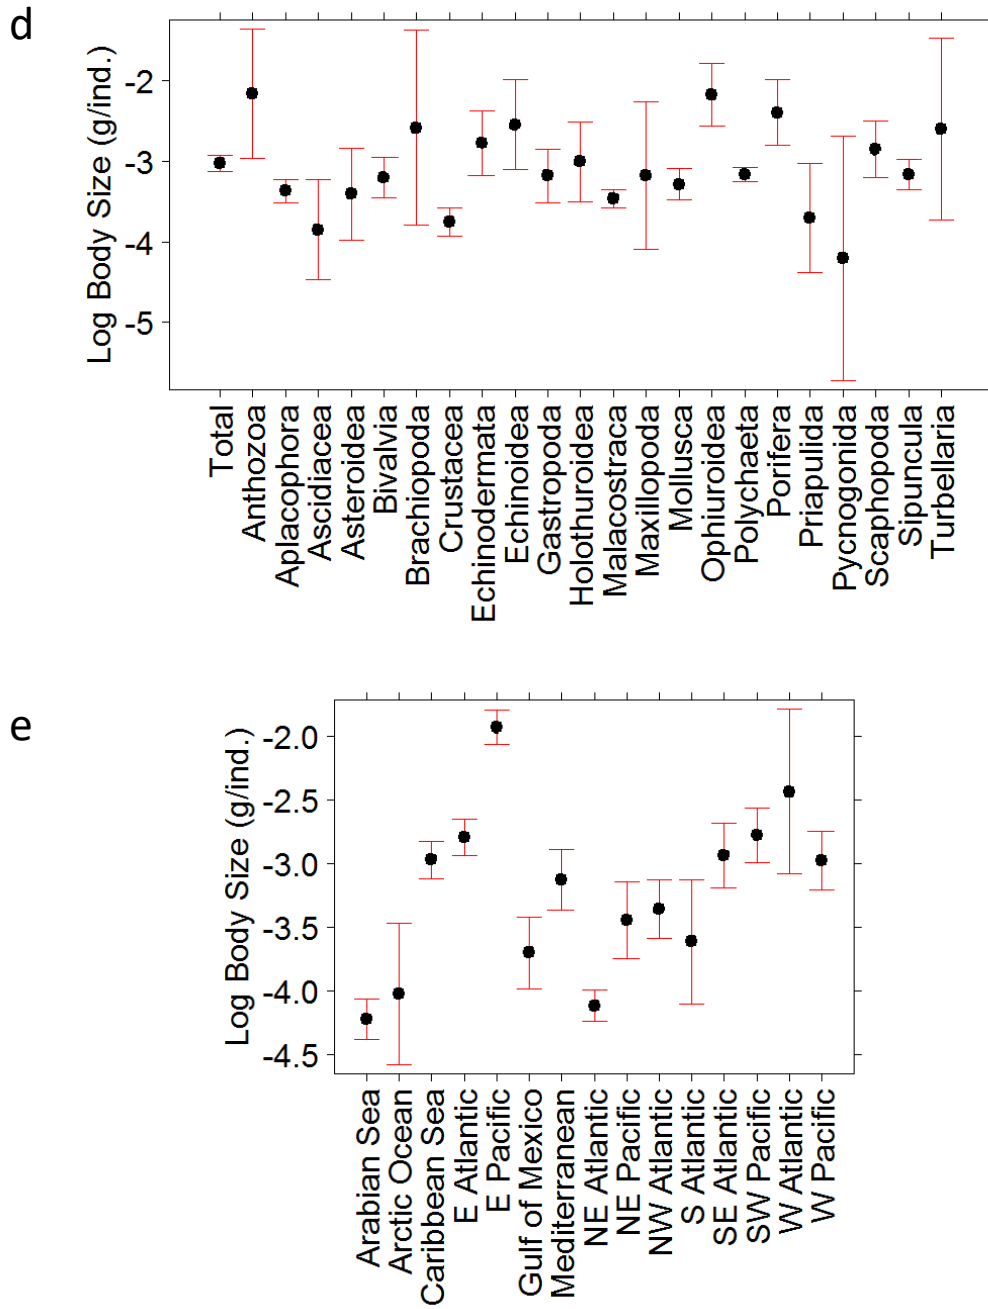 d
Log Body Size (g/ind.)
-2
-3
-4
-5
Total
Anthozoa
Aplacophora
Ascidiacea
Asteroidea
Bivalvia
Brachiopoda
Crustacea
Echinodermata
Echinoidea
Gastropoda
Holothuroidea
Malacostraca
Maxillopoda
Mollusca
Ophiuroidea
Polychaeta
Porifera
Priapulida
Pycnogonida
Scaphopoda
Sipuncula
Turbellaria
e
Log Body Size (g/ind.)
-2.0
-2.5
-3.0
-3.5
-4.0
-4.5
Arabian Sea
Arctic Ocean
Caribbean Sea
E Atlantic
E Pacific
Gulf of Mexico
Mediterranean
NE Atlantic
NE Pacific
NW Atlantic
S Atlantic
SE Atlantic
SW Pacific
W Atlantic
W Pacific